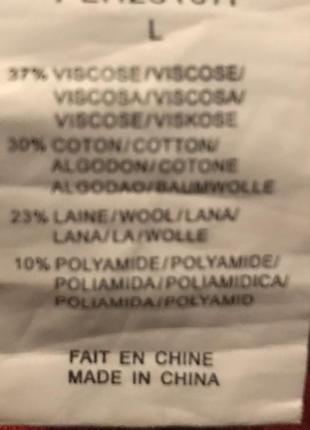 L
37% VISCOSE/VISCOSE/
VISCOSA/VISCOSA/
VISCOSE/VISKOSE
30% COTON/COTTON/
ALGODON/COTONE
ALGODAO/BAUMWOLLE
23% LAINE/WOOL/LANA/
LANA/LA/WOLLE
10% POLYAMIDE/POLYAMIDE/
POLIAMIDA/POLIAMIDICA/
POLIAMIDA/POLYAMID
FAIT EN CHINE
MADE IN CHINA